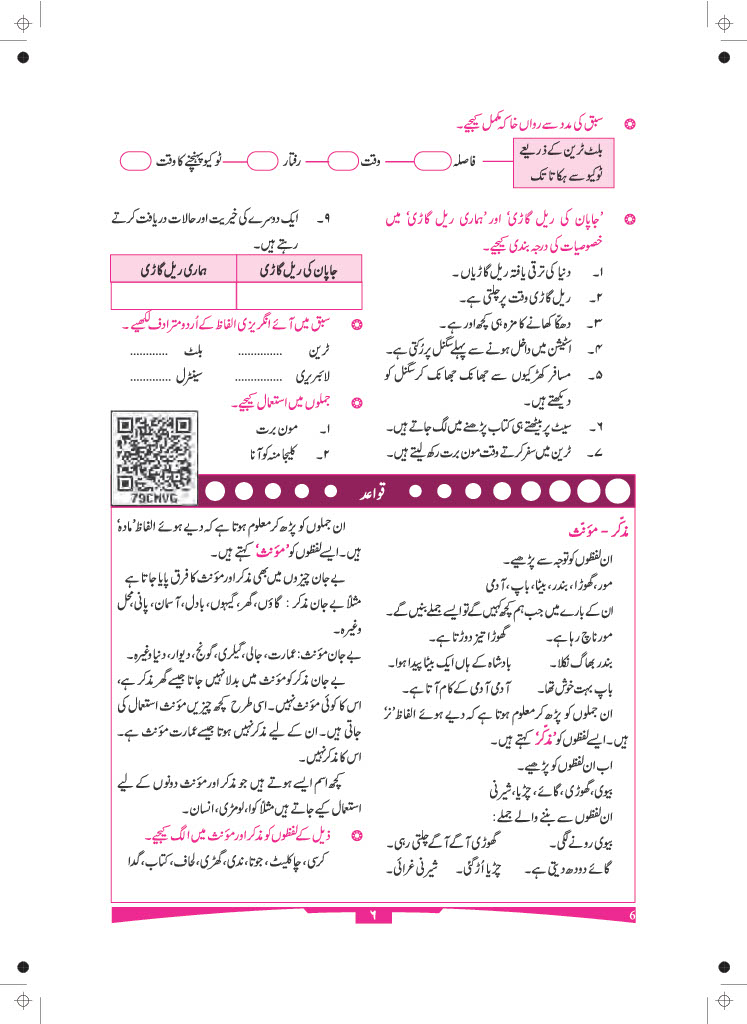 سبق کی مدد سے رواں خاکہ مکمل کیجیے۔
بلٹ ٹرین کے ذریعے
ٹوکیو سے ہکاتا تک
فاصلہ
وقت
رفتار
ٹوکیو پہنچنے کا وقت
’جاپان کی ریل گاڑی‘ اور ’ہماری ریل گاڑی‘ میں
خصوصیات کی درجہ بندی کیجیے۔
۱۔ دنیا کی ترقی یافتہ ریل گاڑیاں ۔
۲۔ ریل گاڑی وقت پر چلتی ہے۔
۳۔ دھکّا کھانے کا مزہ ہی کچھ اور ہے۔
۴۔ اسٹیشن میں داخل ہونے سے پہلے سگنل پر رُکتی ہے۔
۵۔ مسافر کھڑکیوں سے جھانک جھانک کر سگنل کو
دیکھتے ہیں۔
۶۔ سیٹ پر بیٹھتے ہی کتاب پڑھنے میں لگ جاتے ہیں۔
۷۔ ٹرین میں سفر کرتے وقت مون برت رکھ لیتے ہیں۔
۹۔ ایک دوسرے کی خیریت اور حالات دریافت کرتے
رہتے ہیں۔
جاپان کی ریل گاڑی ہماری ریل گاڑی
سبق میں آئے انگریزی الفاظ کے اُردو مترادف لکھیے ۔
ٹرین .............. بلٹ ............
لائبریری .............. سینٹرل .............
جملوں میں استعمال کیجیے۔
۱۔ مون برت
۲۔ کلیجا منہ کو آنا
79CMVG
قواعد
مذکّر - مؤنّث
ان لفظوں کو توجہ سے پڑھیے۔
مور، گھوڑا، بندر، بیٹا، باپ، آدمی
ان کے بارے میں جب ہم کچھ کہیں گے تو ایسے جملے بنیں گے۔
مور ناچ رہا ہے۔ گھوڑا تیز دوڑتا ہے۔
بندر بھاگ نکلا۔ بادشاہ کے ہاں ایک بیٹا پیدا ہوا۔
باپ بہت خوش تھا۔ آدمی آدمی کے کام آتا ہے۔
ان جملوں کو پڑھ کر معلوم ہوتا ہے کہ دیے ہوئے الفاظ ’نر‘
ہیں۔ ایسے لفظوں کو ’مذکّر‘ کہتے ہیں۔
اب ان لفظوں کو پڑھیے۔
بیوی، گھوڑی، گائے، چڑیا، شیرنی
ان لفظوں سے بننے والے جملے:
بیوی رونے لگی۔ گھوڑی آگے آگے چلتی رہی۔
گائے دودھ دیتی ہے۔ چڑیا اُڑ گئی۔ شیرنی غرائی۔
ان جملوں کو پڑھ کر معلوم ہوتا ہے کہ دیے ہوئے الفاظ ’مادہ‘
ہیں۔ ایسے لفظوں کو ’مؤنث‘ کہتے ہیں۔
بے جان چیزوں میں بھی مذکر اور مؤنث کا فرق پایا جاتا ہے
مثلاً بے جان مذکر : گاؤں، گھر، گیہوں، بادل، آسمان، پانی، محل
وغیرہ۔
بے جان مؤنث: عمارت، جالی، گیلری، گونج، دیوار، دنیا وغیرہ۔
بے جان مذکر کو مؤنث میں بدلا نہیں جاتا جیسے گھر مذکر ہے،
اس کا کوئی مؤنث نہیں۔ اسی طرح کچھ چیزیں مؤنث استعمال کی
جاتی ہیں۔ ان کے لیے مذکر نہیں ہوتا جیسے عمارت مؤنث ہے۔
اس کا مذکر نہیں۔
کچھ اسم ایسے ہوتے ہیں جو مذکر اور مؤنث دونوں کے لیے
استعمال کیے جاتے ہیں مثلاً کوا، لومڑی، انسان۔
ذیل کے لفظوں کو مذکر اور مؤنث میں الگ کیجیے۔
کرسی، چاکلیٹ، جوتا، ندی، گھڑی، لحاف، کتاب، گدا
۶
6